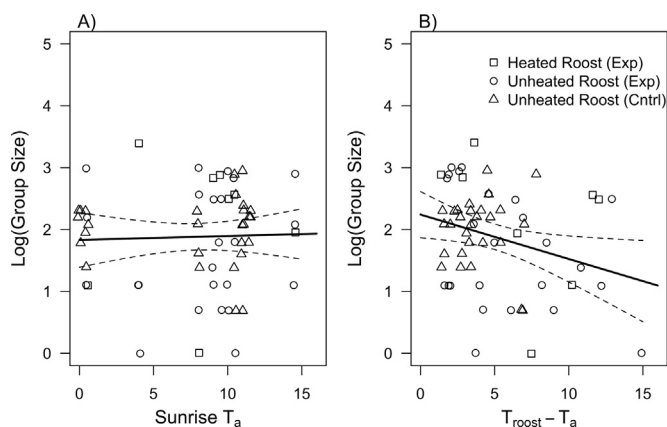 A)
B)
5
4
3
2
1
0
Log(Group Size)
0
5
10
15
Sunrise Ta
5
4
3
2
1
0
Log(Group Size)
Heated Roost (Exp)
Unheated Roost (Exp)
Unheated Roost (Cntrl)
0
5
10
15
Troost – Ta